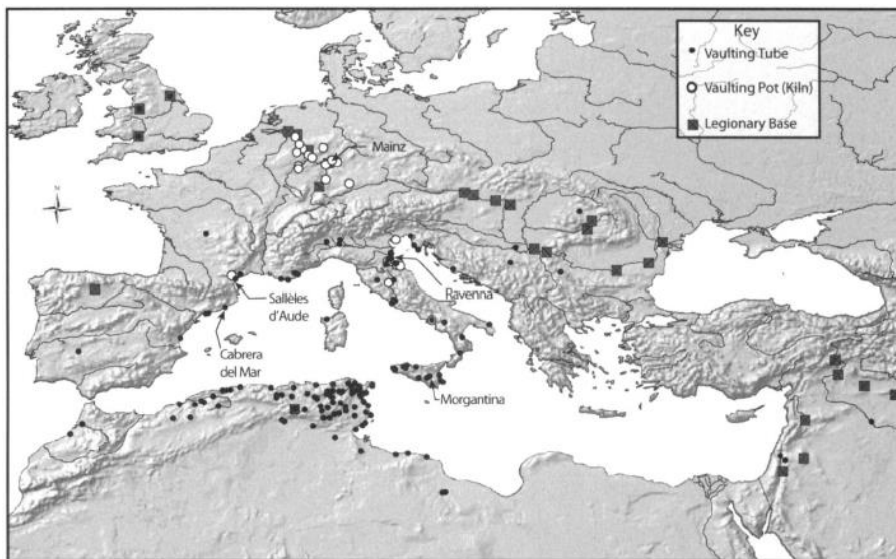 Key
Vaulting Tube
Vaulting Pot (Kiln)
Legionary Base
Mainz
N
Ravenna
Sallèles
d'Aude
Cabrera
del Mar
Morgantina